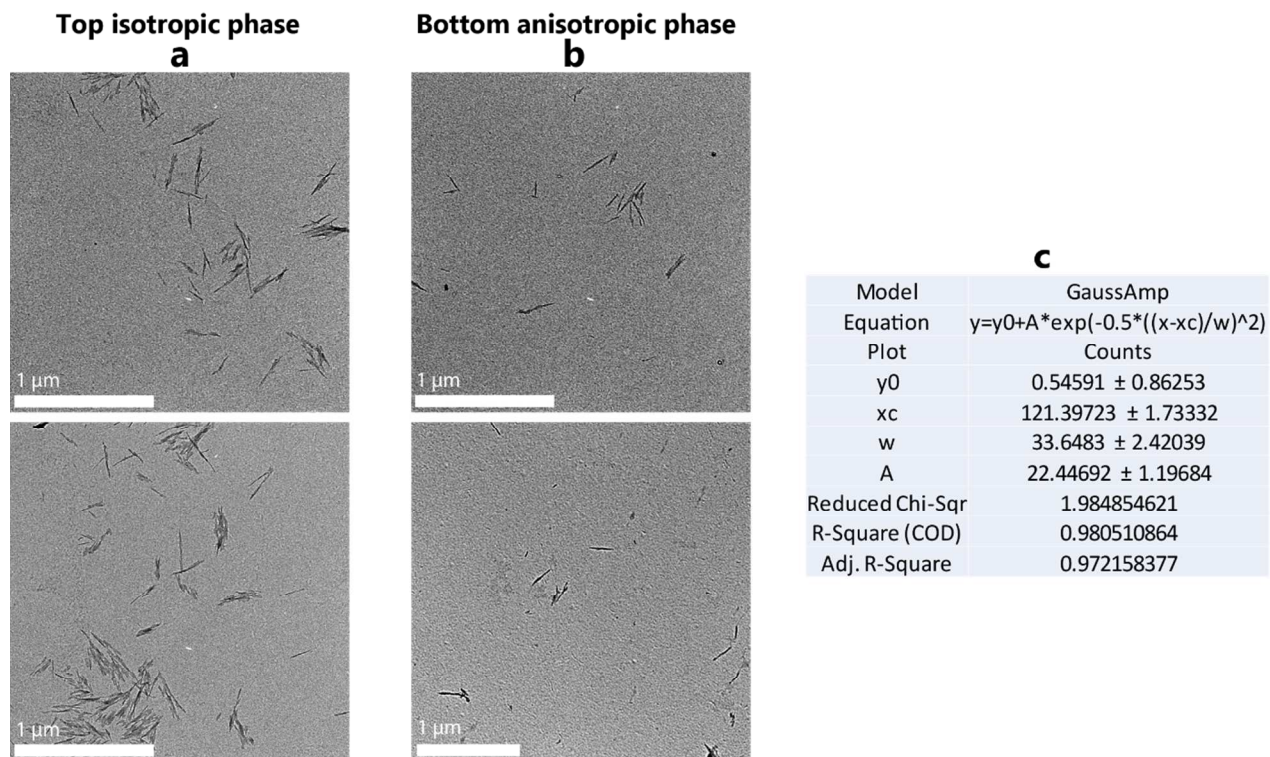 Top isotropic phase
a
Bottom anisotropic phase
b
1 µm
1 µm
1 µm
1 µm
c
Model GaussAmp
Equation y=y0+A*exp(-0.5*((x-xc)/w)^2)
Plot Counts
y0 0.54591 ± 0.86253
xc 121.39723 ± 1.73332
w 33.6483 ± 2.42039
A 22.44692 ± 1.19684
Reduced Chi-Sqr 1.984854621
R-Square (COD) 0.980510864
Adj. R-Square 0.972158377